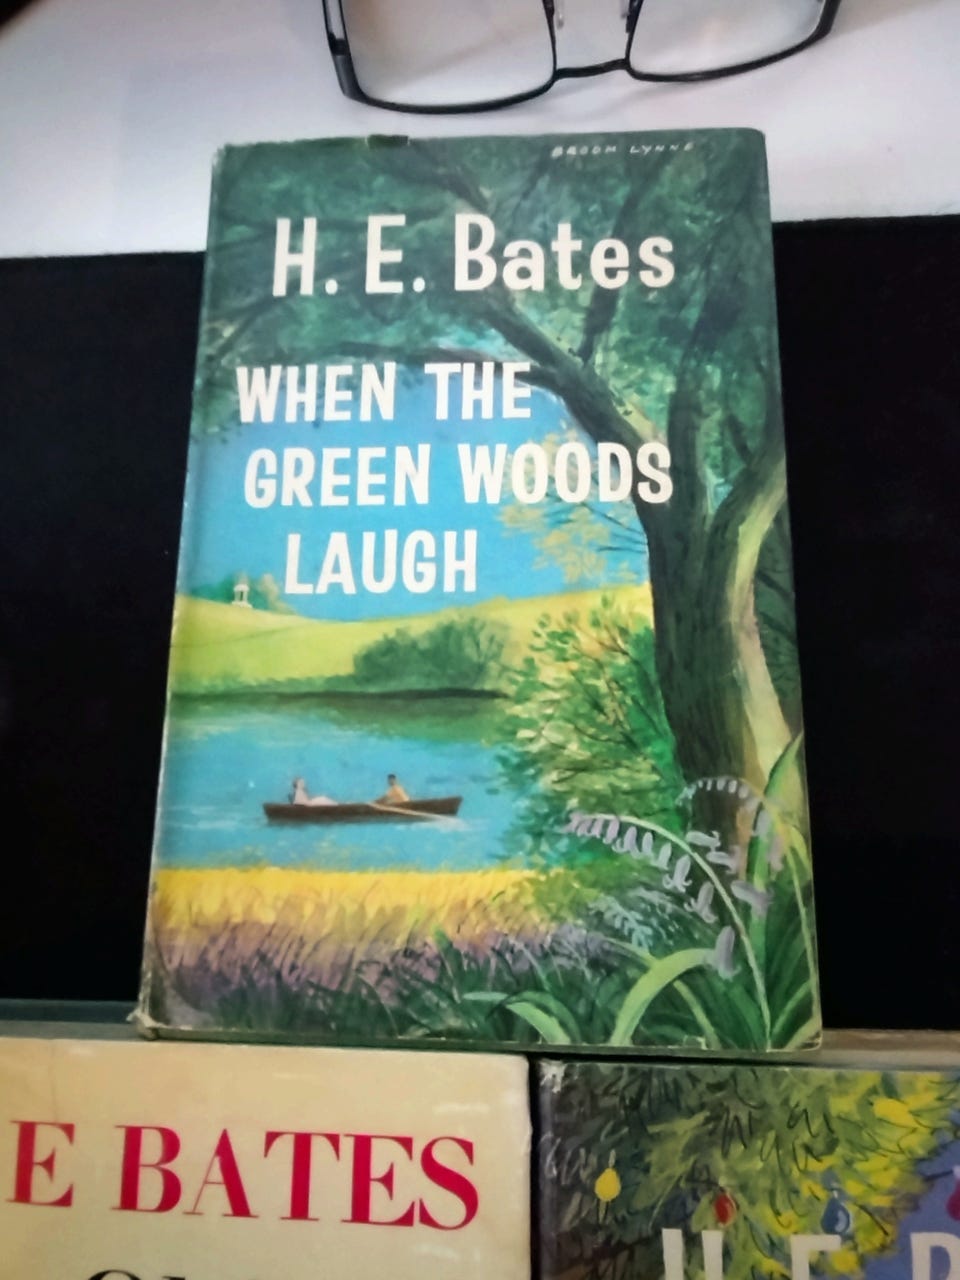 BROOM LYNNE
H. E. Bates
WHEN THE
GREEN WOODS
LAUGH
E BATES
H. E.